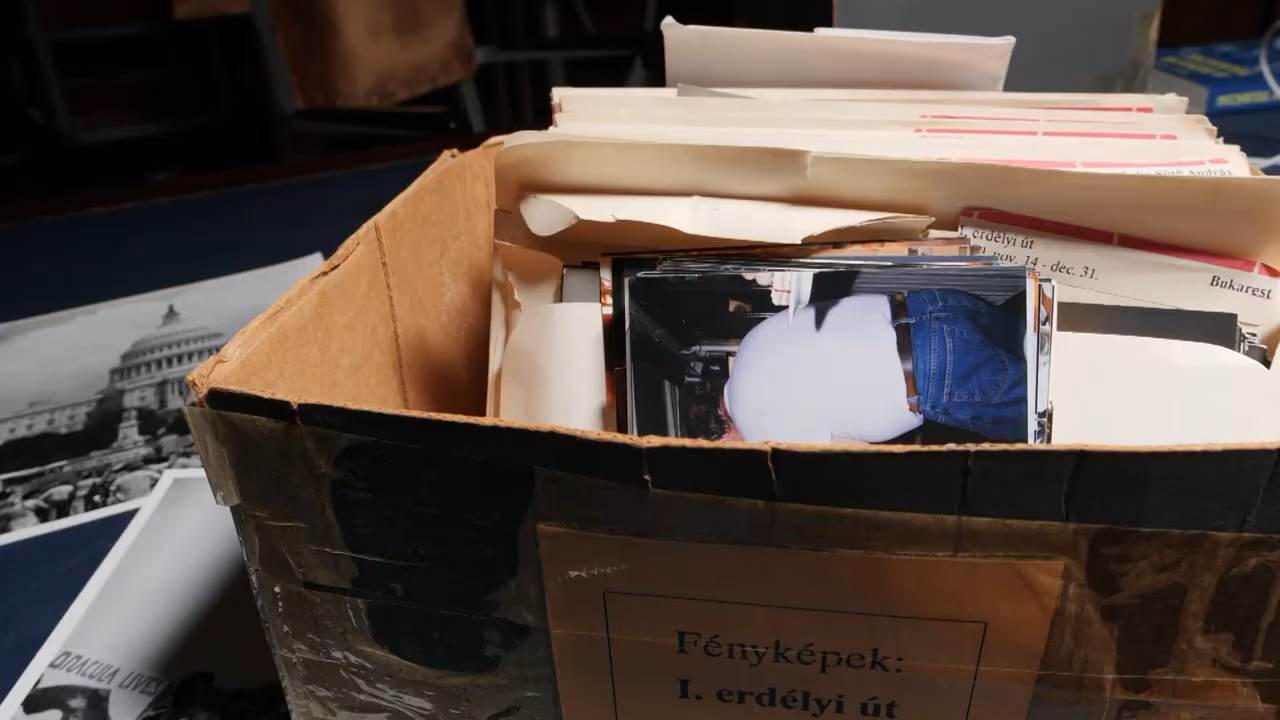 I. erdélyi út
nov. 14 - dec. 31.
Bukarest
DRACULA LIVES
Fényképek:
I. erdélyi út